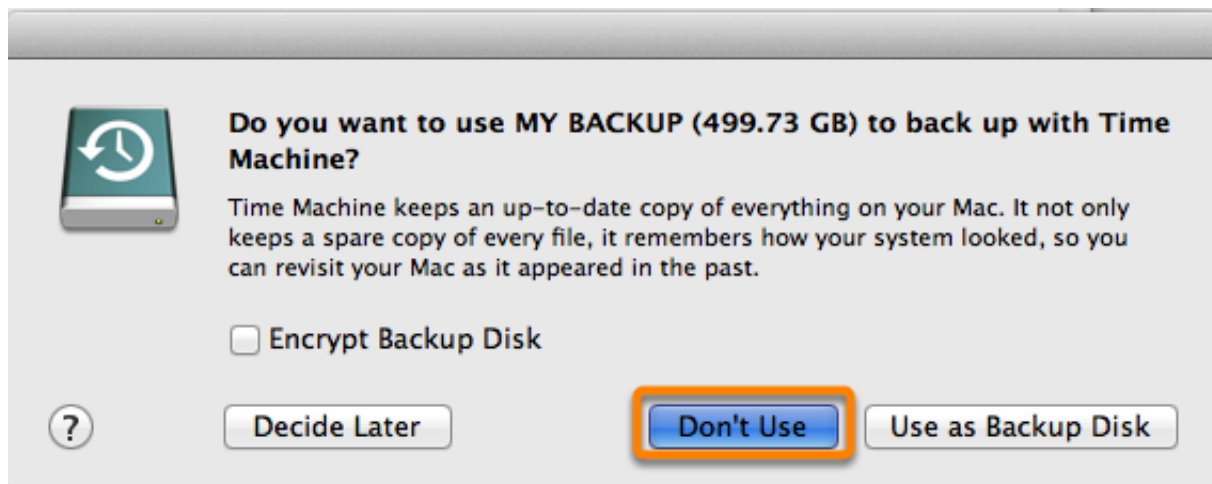 Do you want to use MY BACKUP (499.73 GB) to back up with Time
Machine?
Time Machine keeps an up-to-date copy of everything on your Mac. It not only
keeps a spare copy of every file, it remembers how your system looked, so you
can revisit your Mac as it appeared in the past.
Encrypt Backup Disk
? Decide Later Don't Use Use as Backup Disk